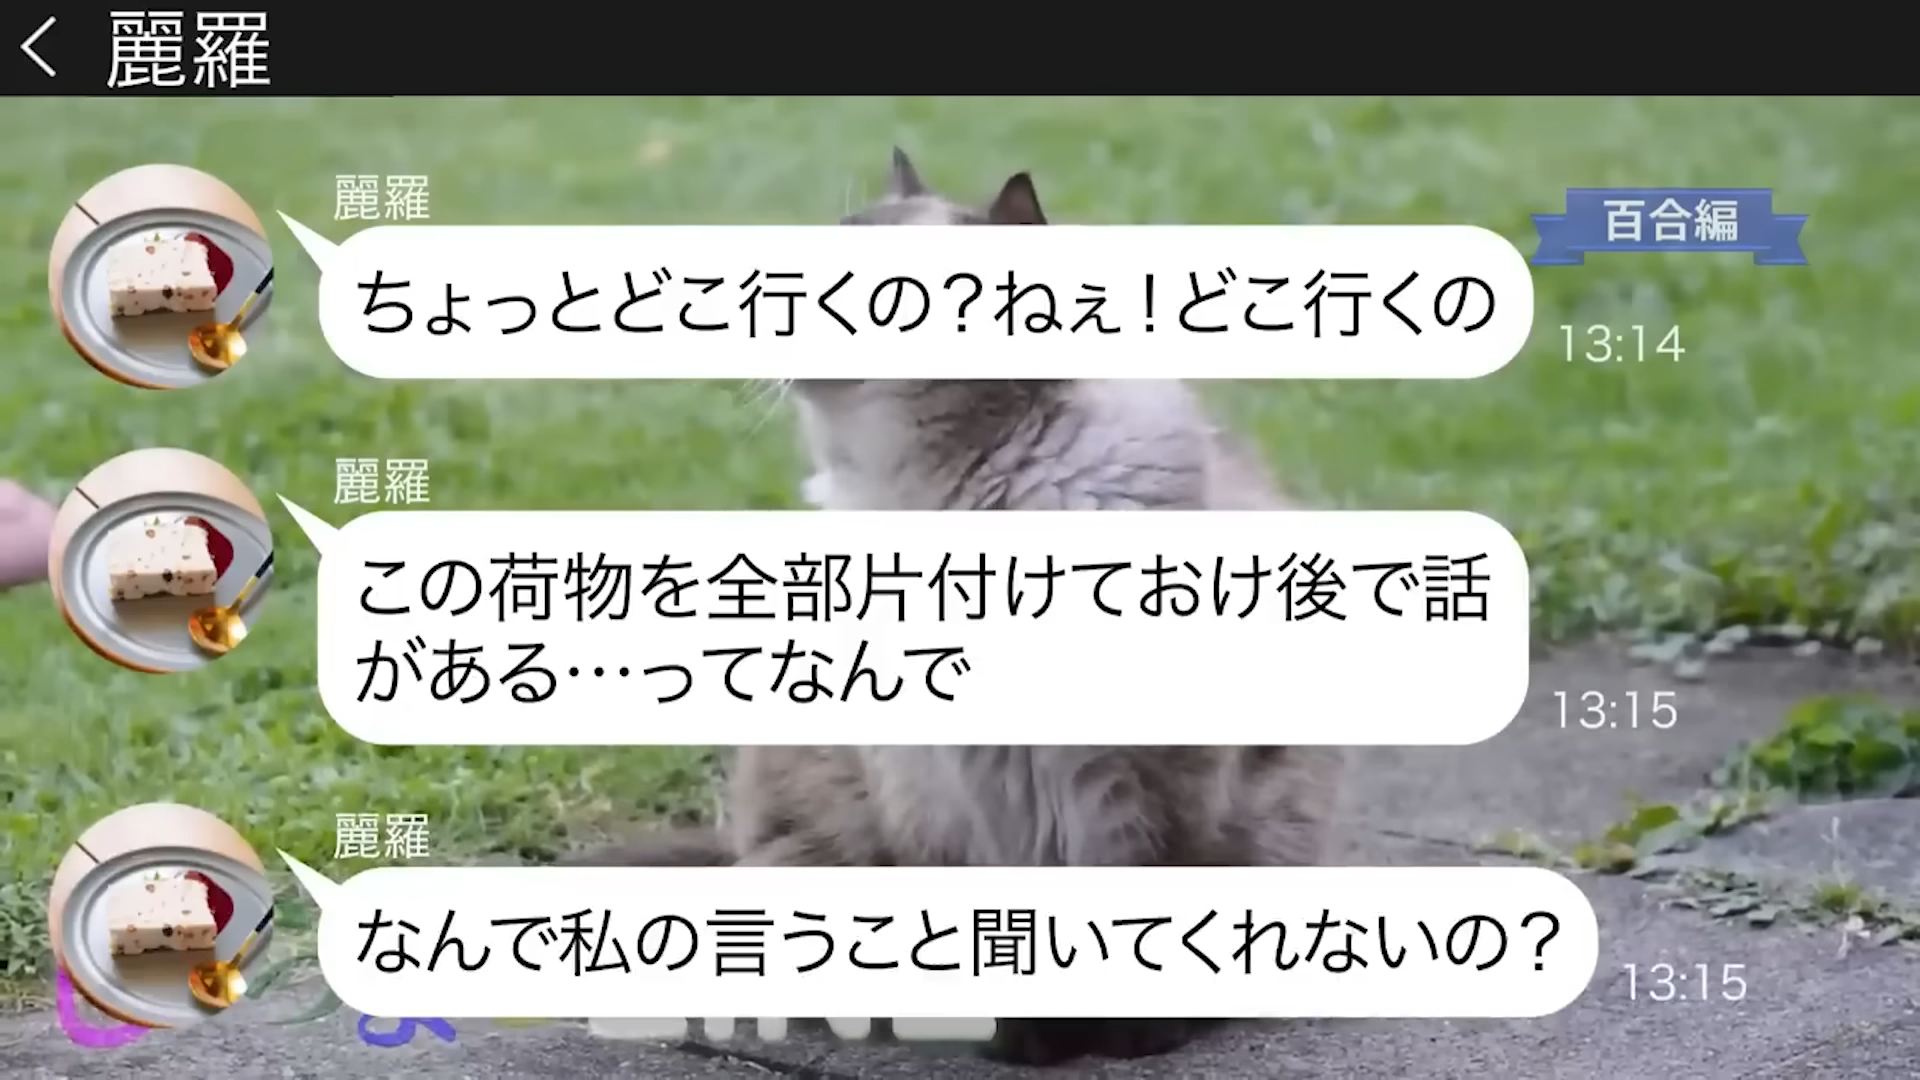 麗羅
麗羅
百合編
ちょっとどこ行くの？ねぇ！どこ行くの
13:14
麗羅
この荷物を全部片付けておけ後で話
がある…ってなんで
13:15
麗羅
なんで私の言うこと聞いてくれないの？
13:15